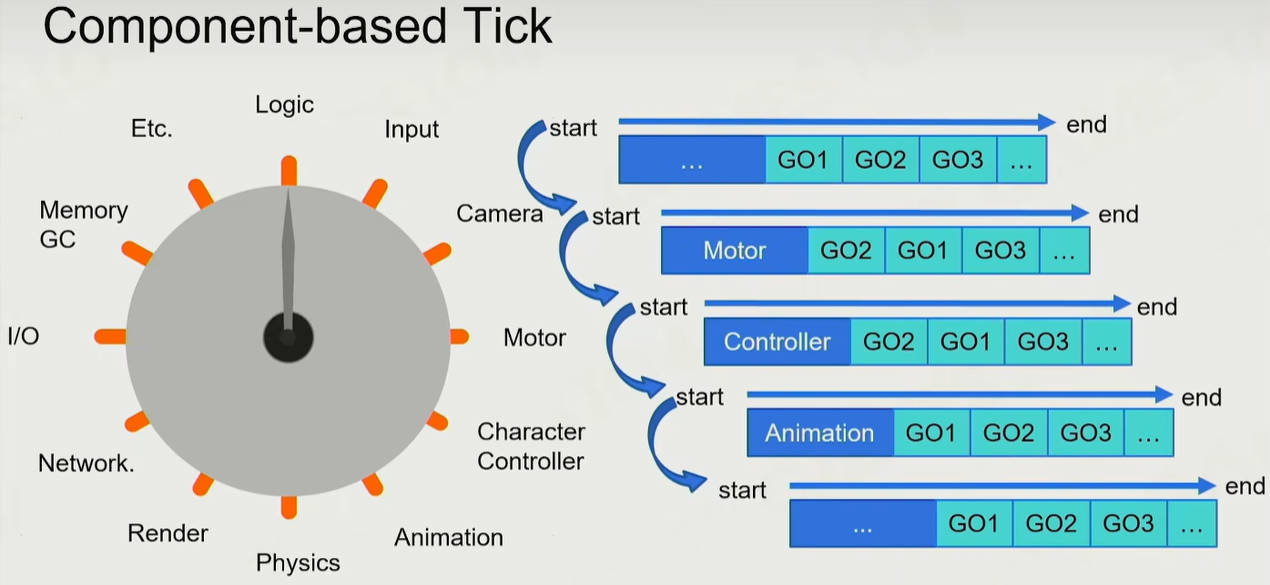 Component-based Tick
Logic
Etc.
Input
Memory
GC
Camera
I/O
Motor
Network.
Character
Controller
Render
Animation
Physics
start
end
... GO1 GO2 GO3 ...
start
end
Motor GO2 GO1 GO3 ...
start
end
Controller GO2 GO1 GO3 ...
start
end
Animation GO1 GO2 GO3 ...
start
end
... GO1 GO2 GO3 ...